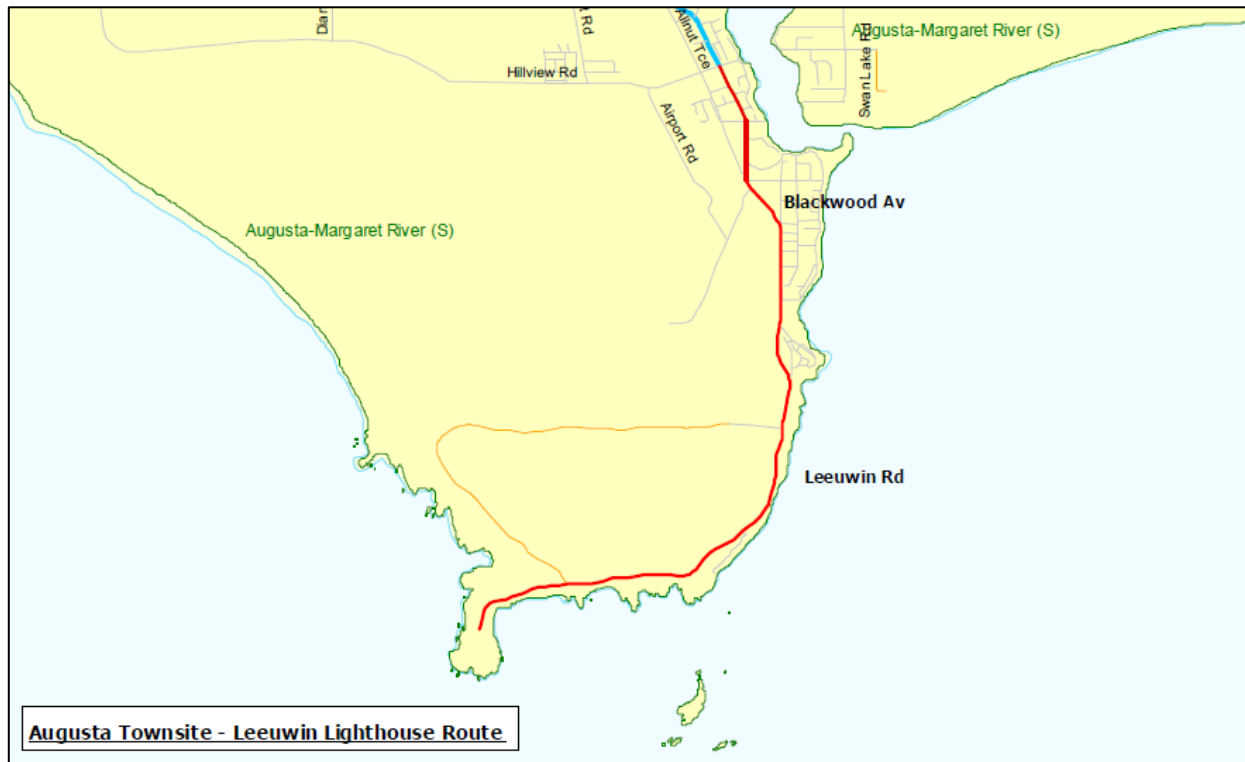 Augusta-Margaret River (S)
Allnut Tce
Hillview Rd
Swan Lake Rd
Airport Rd
Blackwood Av
Augusta-Margaret River (S)
Leeuwin Rd
Augusta Townsite - Leeuwin Lighthouse Route